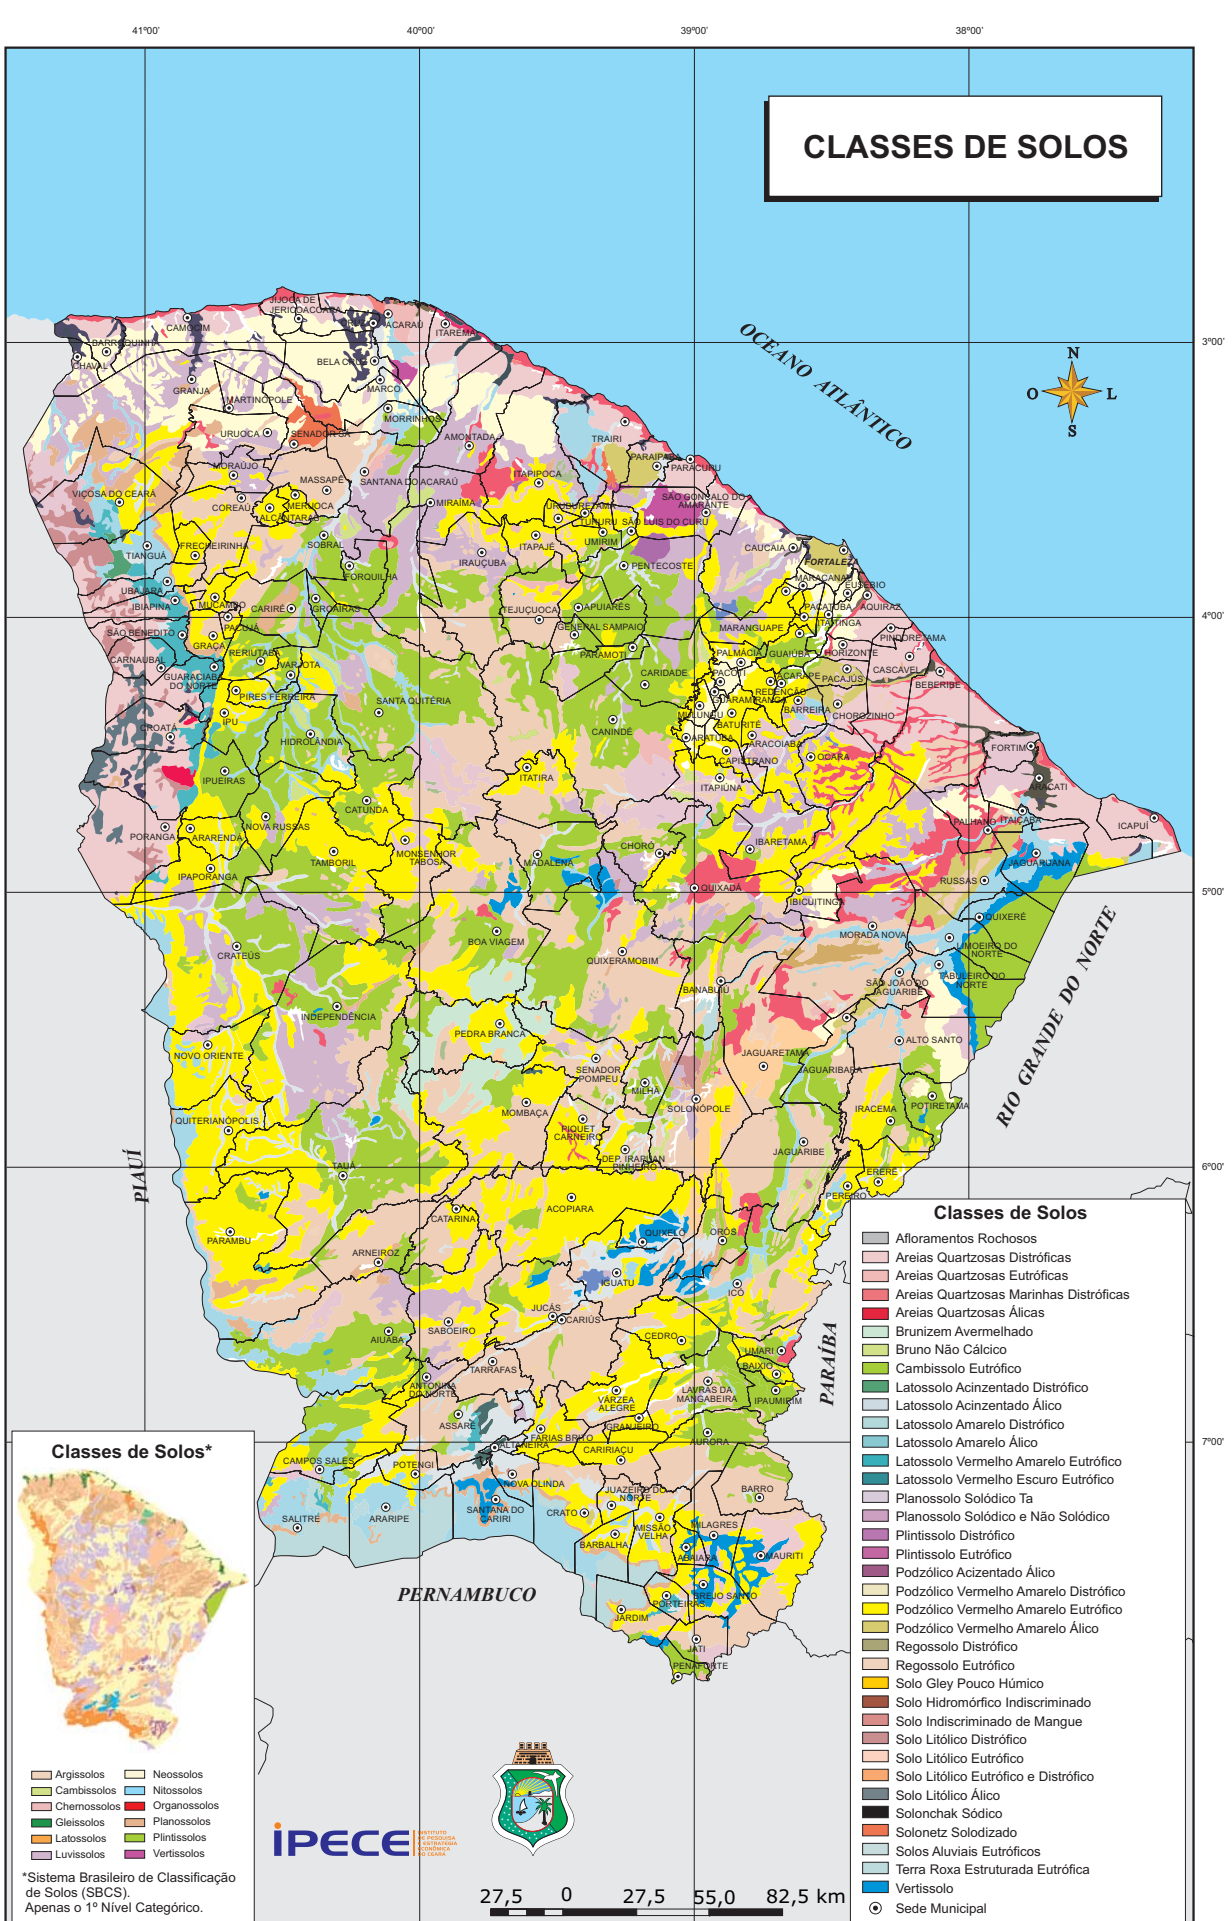 41º00'
40º00'
39º00'
38º00'
CLASSES DE SOLOS
JIJOCA DE
JERICOACOARA
CAMOCIM
CRUZ
ACARAÚ
ITAREMA
3º00'
BARROQUINHA
CHAVAL
BELA CRUZ
OCEANO ATLÂNTICO
N
O
L
S
GRANJA
MARCO
MARTINÓPOLE
MORRINHOS
URUOCA
SENADOR SÁ
AMONTADA
TRAIRI
MORAÚJO
PARAIPABA
PARACURU
MASSAPÊ
SANTANA DO ACARAÚ
ITAPIPOCA
VIÇOSA DO CEARÁ
COREAÚ
MERUOCA
ALCÂNTARAS
MIRAÍMA
URUBURETAMA
SÃO GONÇALO DO
AMARANTE
TURURU
SÃO LUIS DO CURU
SOBRAL
UMIRIM
TIANGUÁ
FRECHEIRINHA
IRAUÇUBA
ITAPAJÉ
CAUCAIA
FORTALEZA
FORQUILHA
PENTECOSTE
MARACANAÚ
EUSÉBIO
UBAJARA
IBIAPINA
MUCAMBO
CARIRÉ
GROAÍRAS
TEJUÇUOCA
APUIARÉS
PACATUBA
AQUIRAZ
4º00'
PACUJÁ
GENERAL SAMPAIO
MARANGUAPE
ITAITINGA
SÃO BENEDITO
GRAÇA
RERIUTABA
PARAMOTI
PALMÁCIA
GUAIÚBA
HORIZONTE
PINDORETAMA
CARNAUBAL
GUARACIABA
DO NORTE
VARJOTA
CARIDADE
PACOTI
ACARAPE
REDENÇÃO
PACAJÚS
CASCAVEL
BEBERIBE
PIRES FERREIRA
SANTA QUITÉRIA
GUARAMIRANGA
BARREIRA
CHOROZINHO
IPU
MULUNGU
BATURITÉ
CROATÁ
HIDROLÂNDIA
CANINDÉ
ARATUBA
ARACOIABA
FORTIM
CAPISTRANO
OCARA
IPUEIRAS
ITATIRA
ITAPIÚNA
ARACATI
CATUNDA
NOVA RUSSAS
PALHANO
ITAIÇABA
ICAPUÍ
PORANGA
ARARENDÁ
MONSENHOR
TABOSA
CHORÓ
IBARETAMA
TAMBORIL
MADALENA
JAGUARUANA
IPAPORANGA
QUIXADÁ
RUSSAS
5º00'
IBICUITINGA
QUIXERÉ
BOA VIAGEM
MORADA NOVA
CRATEÚS
QUIXERAMOBIM
LIMOEIRO DO
NORTE
BANABUIÚ
SÃO JOÃO DO
JAGUARIBE
TABULEIRO DO
NORTE
RIO GRANDE DO NORTE
INDEPENDÊNCIA
PEDRA BRANCA
ALTO SANTO
NOVO ORIENTE
SENADOR
POMPEU
JAGUARETAMA
JAGUARIBARA
MILHÃ
QUITERIANÓPOLIS
MOMBAÇA
SOLONÓPOLE
IRACEMA
POTIRETAMA
PIQUET
CARNEIRO
PIAUÍ
TAUÁ
DEP. IRAPUAN
PINHEIRO
JAGUARIBE
6º00'
ERERÊ
PEREIRO
CATARINA
ACOPIARA
PARAMBU
QUIXELÔ
ORÓS
ARNEIROZ
IGUATU
ICÓ
JUCÁS
CARIÚS
AIUABA
SABOEIRO
CEDRO
UMARI
BAIXIO
PARAÍBA
TARRAFAS
ANTONINA
DO NORTE
VÁRZEA
ALEGRE
LAVRAS DA
MANGABEIRA
IPAUMIRIM
ASSARÉ
GRANJEIRO
FARIAS BRITO
AURORA
7º00'
ALTANEIRA
CARIRIAÇU
CAMPOS SALES
POTENGI
NOVA OLINDA
BARRO
SALITRE
ARARIPE
SANTANA DO
CARIRI
CRATO
JUAZEIRO DO
NORTE
MISSÃO
VELHA
MILAGRES
BARBALHA
ABAIARA
MAURITI
PERNAMBUCO
BREJO SANTO
PORTEIRAS
JARDIM
JATI
PENAFORTE
Classes de Solos
Afloramentos Rochosos
Areias Quartzosas Distróficas
Areias Quartzosas Eutróficas
Areias Quartzosas Marinhas Distróficas
Areias Quartzosas Álicas
Brunizem Avermelhado
Bruno Não Cálcico
Cambissolo Eutrófico
Latossolo Acinzentado Distrófico
Latossolo Acinzentado Álico
Latossolo Amarelo Distrófico
Latossolo Amarelo Álico
Latossolo Vermelho Amarelo Eutrófico
Latossolo Vermelho Escuro Eutrófico
Planossolo Solódico Ta
Planossolo Solódico e Não Solódico
Plintissolo Distrófico
Plintissolo Eutrófico
Podzólico Acizentado Álico
Podzólico Vermelho Amarelo Distrófico
Podzólico Vermelho Amarelo Eutrófico
Podzólico Vermelho Amarelo Álico
Regossolo Distrófico
Regossolo Eutrófico
Solo Gley Pouco Húmico
Solo Hidromórfico Indiscriminado
Solo Indiscriminado de Mangue
Solo Litólico Distrófico
Solo Litólico Eutrófico
Solo Litólico Eutrófico e Distrófico
Solo Litólico Álico
Solonchak Sódico
Solonetz Solodizado
Solos Aluviais Eutróficos
Terra Roxa Estruturada Eutrófica
Vertissolo
Sede Municipal
Classes de Solos*
Argissolos
Cambissolos
Chernossolos
Gleissolos
Latossolos
Luvissolos
Neossolos
Nitossolos
Organossolos
Planossolos
Plintissolos
Vertissolos
*Sistema Brasileiro de Classificação
de Solos (SBCS).
Apenas o 1º Nível Categórico.
IPECE
INSTITUTO
DE PESQUISA
E ESTRATÉGIA
ECONÔMICA
DO CEARÁ
27,5 0 27,5 55,0 82,5 km